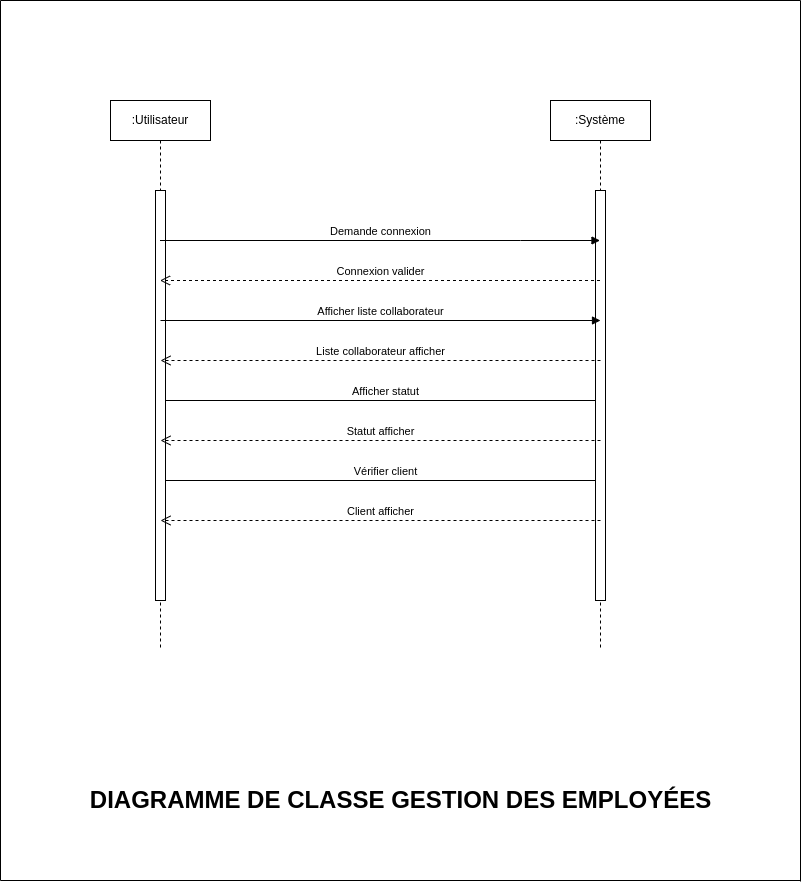 :Utilisateur
:Système
Demande connexion
Connexion valider
Afficher liste collaborateur
Liste collaborateur afficher
Afficher statut
Statut afficher
Vérifier client
Client afficher
DIAGRAMME DE CLASSE GESTION DES EMPLOYÉES